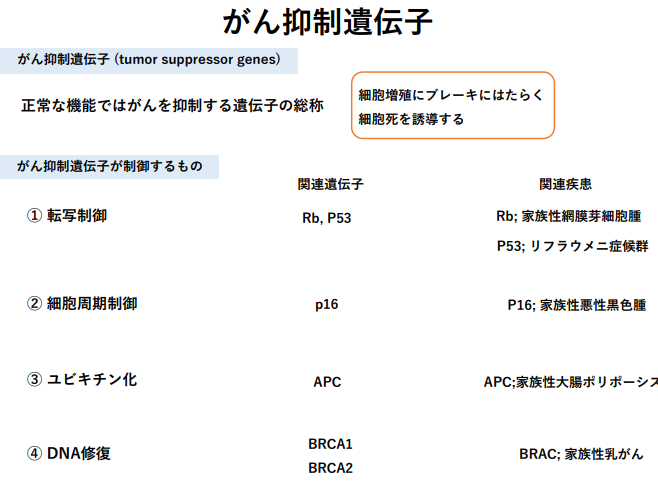 がん抑制遺伝子
がん抑制遺伝子 (tumor suppressor genes)
正常な機能ではがんを抑制する遺伝子の総称
細胞増殖にブレーキにはたらく
細胞死を誘導する
がん抑制遺伝子が制御するもの
関連遺伝子 関連疾患
① 転写制御 Rb, P53 Rb; 家族性網膜芽細胞腫
P53; リフラウメニ症候群
② 細胞周期制御 p16 P16; 家族性悪性黒色腫
③ ユビキチン化 APC APC;家族性大腸ポリポーシス
④ DNA修復 BRCA1 BRCA2 BRAC; 家族性乳がん